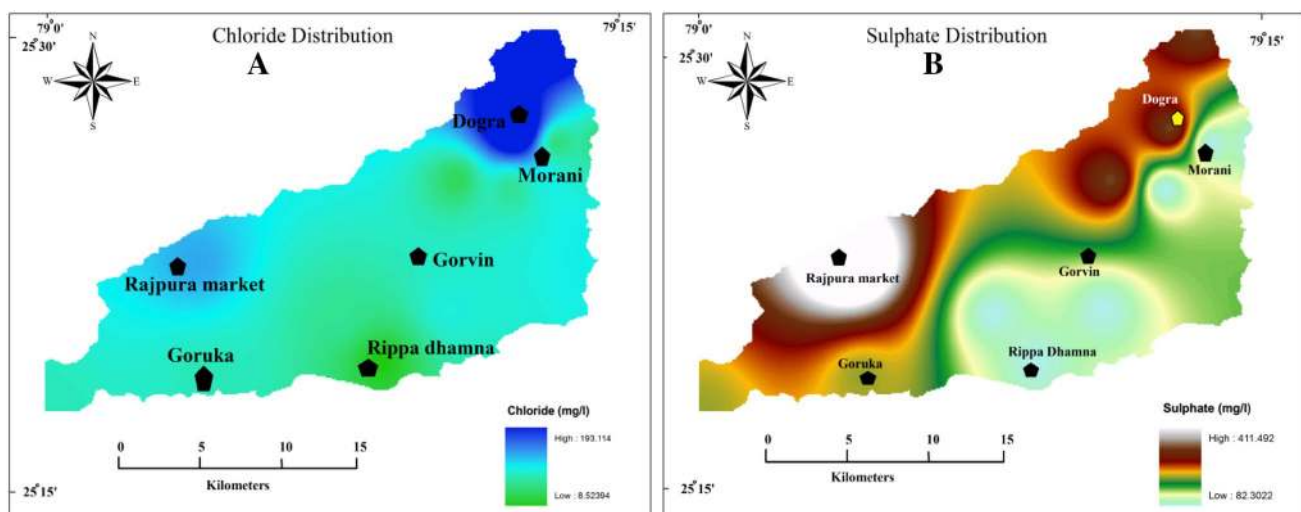 79°0'
79°15'
25°30'
Chloride Distribution
A
N
W
E
S
Dogra
Morani
Gorvin
Rajpura market
Rippa dhamna
Goruka
Chloride (mg/l)
High : 193.114
Low : 8.52394
0 5 10 15
Kilometers
25°15'
79°0
79°15'
25°30'
Sulphate Distribution
B
N
W
E
S
Dogra
Morani
Gorvin
Rajpura market
Rippa Dhamna
Goruka
Sulphate (mg/l)
High : 411.492
Low : 82.3022
0 5 10 15
Kilometers
25°15'